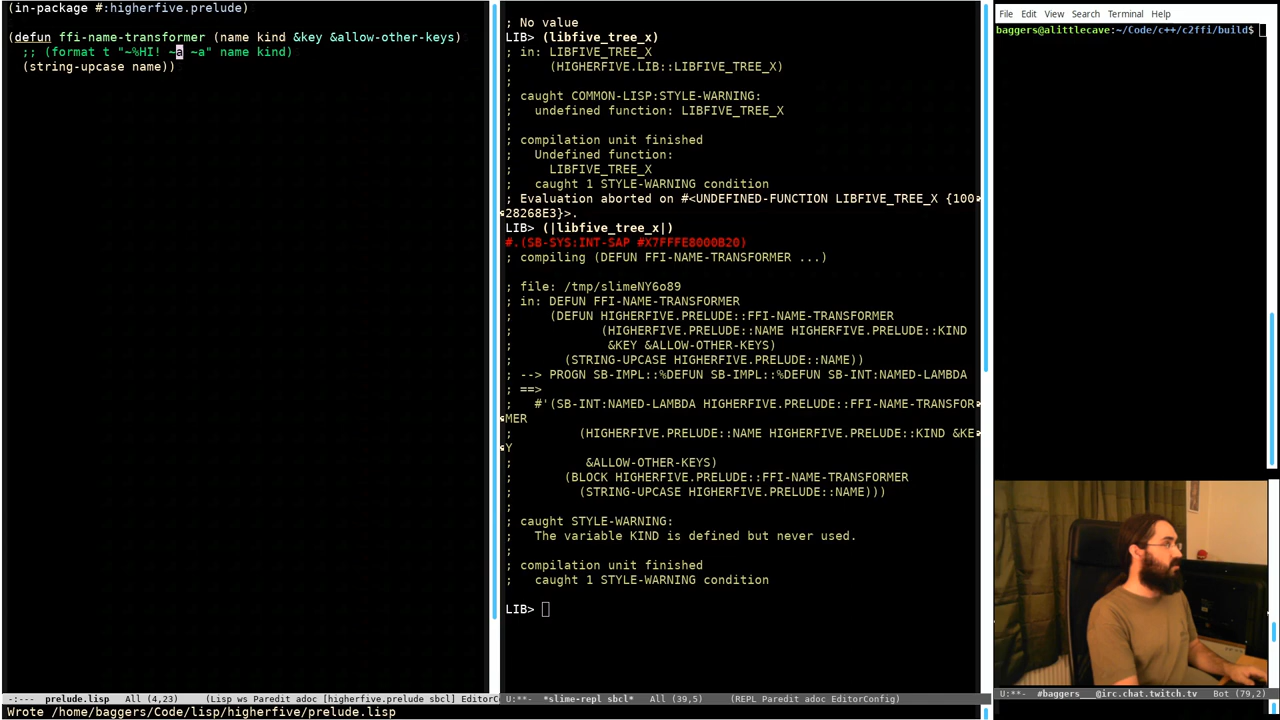 (in-package #:higherfive.prelude)
(defun ffi-name-transformer (name kind &key &allow-other-keys)
;; (format t "~%HI! ~a ~a" name kind)
(string-upcase name))
-:---  prelude.lisp   All (4,23)    (Lisp ws Paredit adoc [higherfive.prelude sbcl] EditorC
Wrote /home/baggers/Code/lisp/higherfive/prelude.lisp
; No value
LIB> (libfive_tree_x)
; in: LIBFIVE_TREE_X
;     (HIGHERFIVE.LIB::LIBFIVE_TREE_X)
;
; caught COMMON-LISP:STYLE-WARNING:
;   undefined function: LIBFIVE_TREE_X
;
; compilation unit finished
;   Undefined function:
;     LIBFIVE_TREE_X
;   caught 1 STYLE-WARNING condition
; Evaluation aborted on #<UNDEFINED-FUNCTION LIBFIVE_TREE_X {100
28268E3}>.
LIB> (|libfive_tree_x|)
#.(SB-SYS:INT-SAP #X7FFFE8000B20)
; compiling (DEFUN FFI-NAME-TRANSFORMER ...)
; file: /tmp/slimeNY6o89
; in: DEFUN FFI-NAME-TRANSFORMER
;     (DEFUN HIGHERFIVE.PRELUDE::FFI-NAME-TRANSFORMER
;            (HIGHERFIVE.PRELUDE::NAME HIGHERFIVE.PRELUDE::KIND
;             &KEY &ALLOW-OTHER-KEYS)
;       (STRING-UPCASE HIGHERFIVE.PRELUDE::NAME))
; --> PROGN SB-IMPL::%DEFUN SB-IMPL::%DEFUN SB-INT:NAMED-LAMBDA
; ==>
;   #'(SB-INT:NAMED-LAMBDA HIGHERFIVE.PRELUDE::FFI-NAME-TRANSFOR
MER
;         (HIGHERFIVE.PRELUDE::NAME HIGHERFIVE.PRELUDE::KIND &KE
Y
;          &ALLOW-OTHER-KEYS)
;       (BLOCK HIGHERFIVE.PRELUDE::FFI-NAME-TRANSFORMER
;         (STRING-UPCASE HIGHERFIVE.PRELUDE::NAME)))
;
; caught STYLE-WARNING:
;   The variable KIND is defined but never used.
;
; compilation unit finished
;   caught 1 STYLE-WARNING condition
LIB>
U:**-  *slime-repl sbcl*   All (39,5)     (REPL Paredit adoc EditorConfig)
File Edit View Search Terminal Help
baggers@alittlecave:~/Code/c++/c2ffi/build$
U:**-  #baggers___@irc.chat.twitch.tv   Bot (79,2)